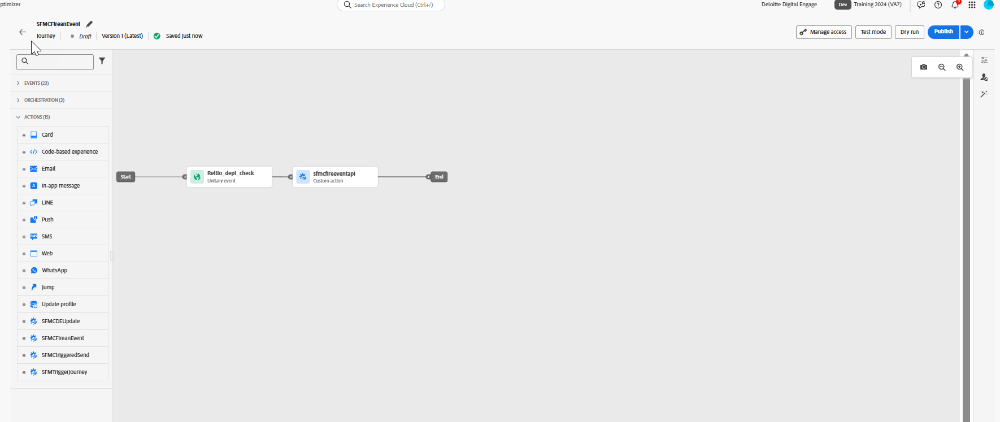 ptimizer
Search Experience Cloud (Ctrl+/)
Deloitte Digital Engage
Dev
Training 2024 (VA7)
3
SFMCFireanEvent
Journey
Draft
Version 1 (Latest)
Saved just now
Manage access
Test mode
Dry run
Publish
EVENTS (23)
ORCHESTRATION (3)
ACTIONS (15)
Card
Code-based experience
Email
In-app message
LINE
Push
SMS
Web
WhatsApp
Jump
Update profile
SFMCDEUpdate
SFMCFireanEvent
SFMCtriggeredSend
SFMTriggerJourney
Start
Reltio_dept_check
Unitary event
sfmcfireeventapi
Custom action
End